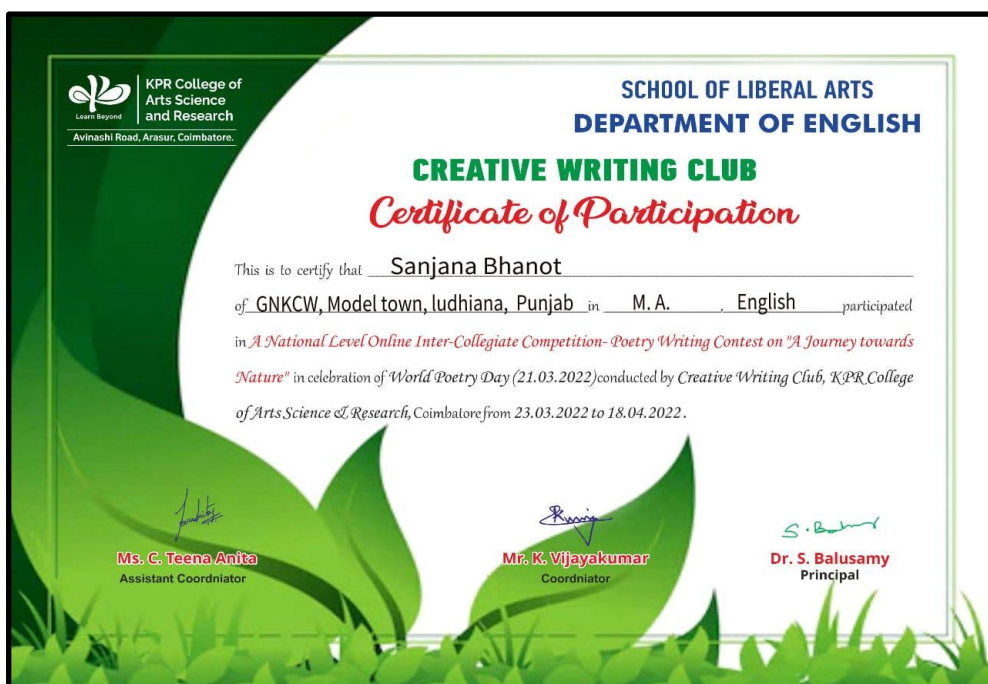 KPR College of
Arts Science
and Research
Learn Beyond
Avinashi Road, Arasur, Coimbatore.
SCHOOL OF LIBERAL ARTS
DEPARTMENT OF ENGLISH
CREATIVE WRITING CLUB
Certificate of Participation
This is to certify that Sanjana Bhanot
of GNKCW, Model town, ludhiana, Punjab in M. A. . English participated
in A National Level Online Inter-Collegiate Competition- Poetry Writing Contest on "A Journey towards
Nature" in celebration of World Poetry Day (21.03.2022)conducted by Creative Writing Club, KPR College
of Arts Science & Research, Coimbatore from 23.03.2022 to 18.04.2022 .
S. Balusamy
Ms. C. Teena Anita
Assistant Coordniator
Mr. K. Vijayakumar
Coordniator
Dr. S. Balusamy
Principal